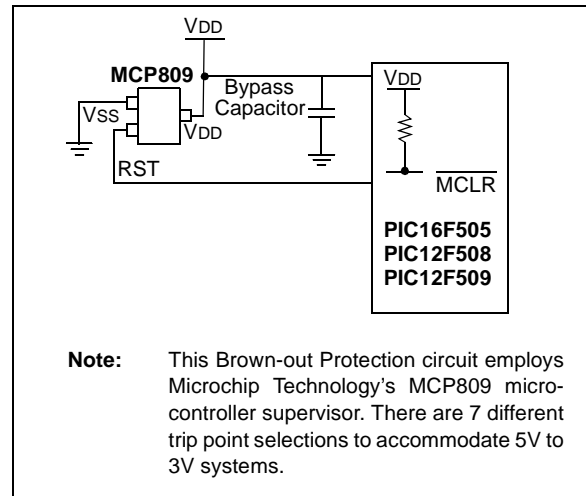 VDD
MCP809
Bypass
Capacitor
VDD
VSS
VDD
RST
MCLR
PIC16F505
PIC12F508
PIC12F509
Note: This Brown-out Protection circuit employs
Microchip Technology's MCP809 micro-
controller supervisor. There are 7 different
trip point selections to accommodate 5V to
3V systems.